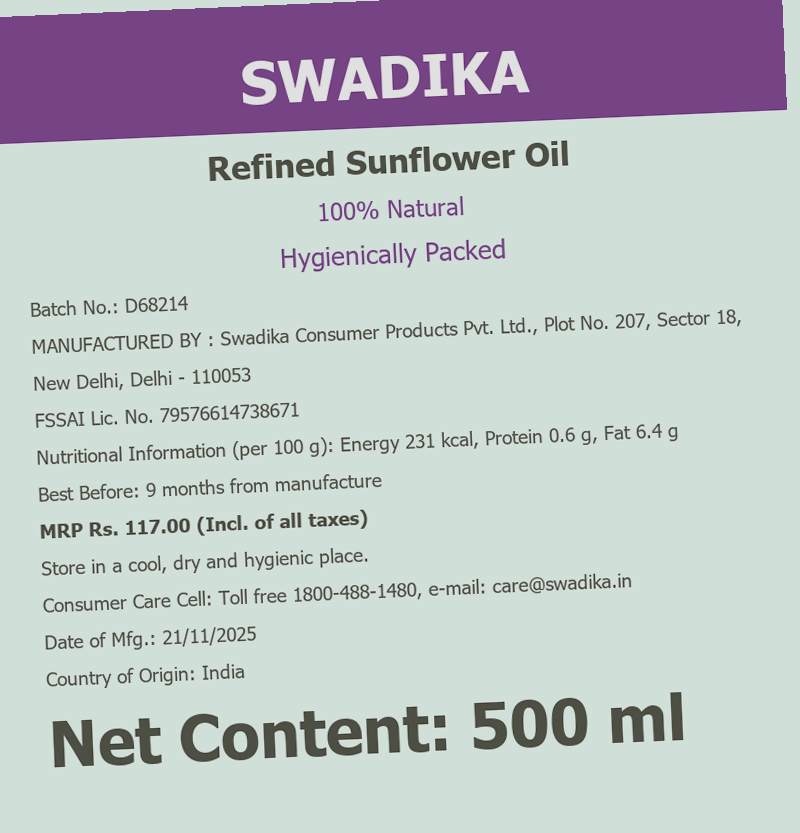 SWADIKA
Refined Sunflower Oil
100% Natural
Hygienically Packed
Batch No.: D68214
MANUFACTURED BY : Swadika Consumer Products Pvt. Ltd., Plot No. 207, Sector 18,
New Delhi, Delhi - 110053
FSSAI Lic. No. 79576614738671
Nutritional Information (per 100 g): Energy 231 kcal, Protein 0.6 g, Fat 6.4 g
Best Before: 9 months from manufacture
MRP Rs. 117.00 (Incl. of all taxes)
Store in a cool, dry and hygienic place.
Consumer Care Cell: Toll free 1800-488-1480, e-mail: care@swadika.in
Date of Mfg.: 21/11/2025
Country of Origin: India
Net Content: 500 ml